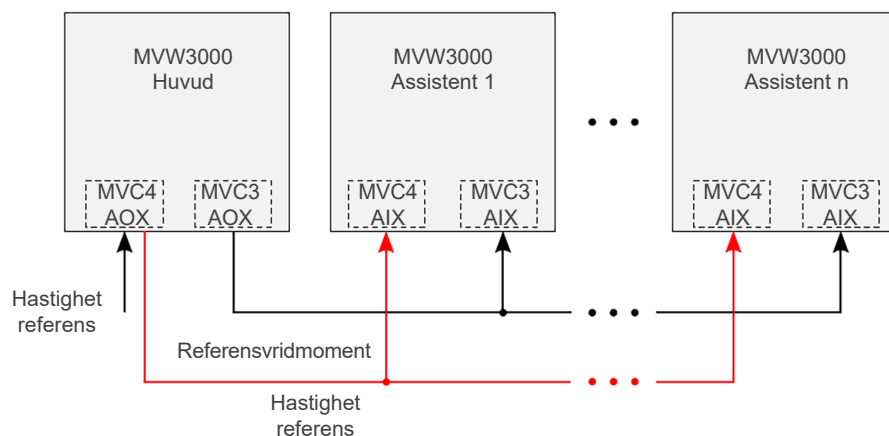 MVW3000
Huvud
MVW3000
Assistent 1
MVW3000
Assistent n
MVC4
AOX
MVC3
AOX
MVC4
AIX
MVC3
AIX
MVC4
AIX
MVC3
AIX
Hastighet
referens
Referensvridmoment
Hastighet
referens